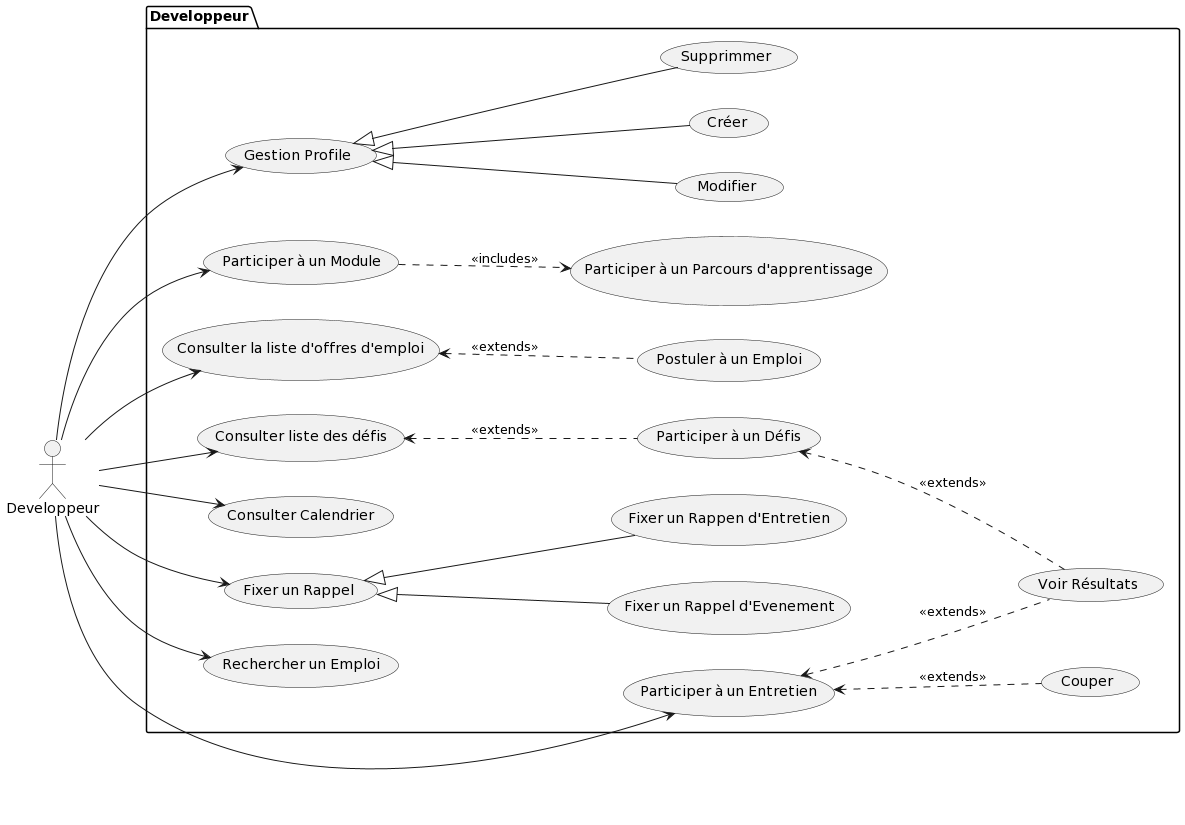 Developpeur
Supprimmer
Créer
Gestion Profile
Modifier
Participer à un Module
«includes»
Participer à un Parcours d'apprentissage
Consulter la liste d'offres d'emploi
«extends»
Postuler à un Emploi
Consulter liste des défis
«extends»
Participer à un Défis
«extends»
Developpeur
Consulter Calendrier
Fixer un Rappen d'Entretien
Voir Résultats
Fixer un Rappel
Fixer un Rappel d'Evenement
«extends»
Rechercher un Emploi
Participer à un Entretien
«extends»
Couper